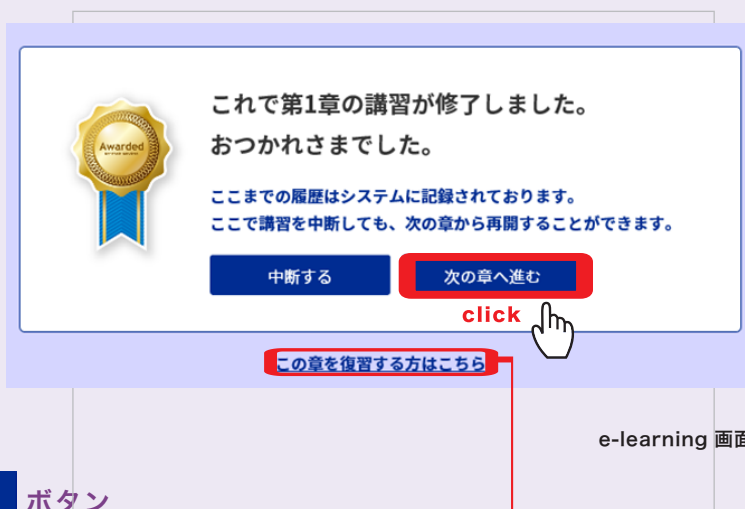 これで第1章の講習が修了しました。
おつかれさまでした。
Awarded
ここまでの履歴はシステムに記録されております。
ここで講習を中断しても、次の章から再開することができます。
中断する
次の章へ進む
click
この章を復習する方はこちら
e-learning 画面
ボタン